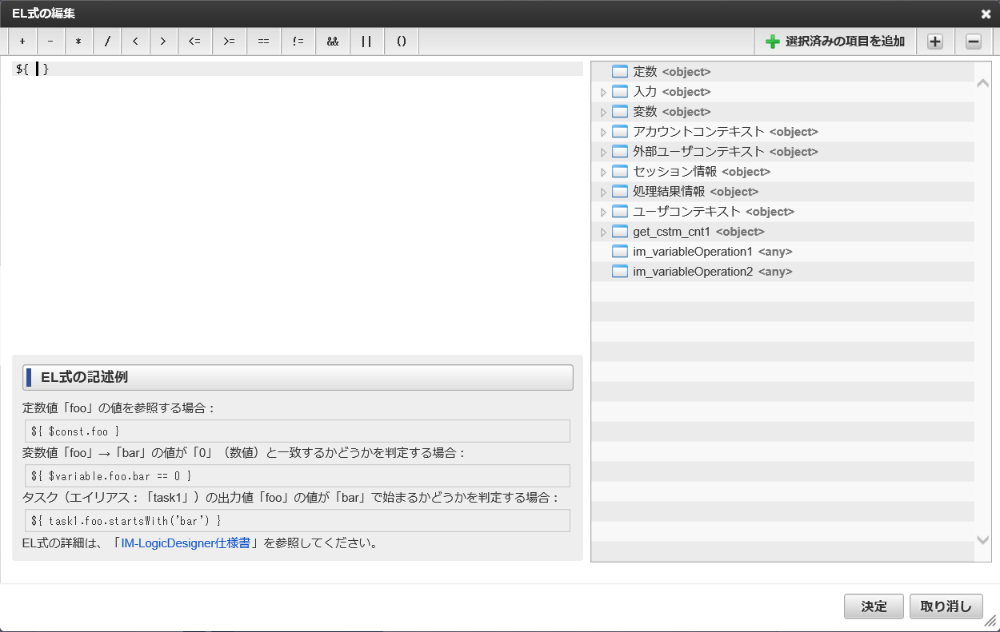 EL式の編集
+ - * / < > <= >= == != && || ()
選択済みの項目を追加
${ }
定数 <object>
入力 <object>
変数 <object>
アカウントコンテキスト <object>
外部ユーザコンテキスト <object>
セッション情報 <object>
処理結果情報 <object>
ユーザコンテキスト <object>
get_cstm_cnt1 <object>
im_variableOperation1 <any>
im_variableOperation2 <any>
EL式の記述例
定数値「foo」の値を参照する場合：
${ $const.foo }
変数値「foo」→「bar」の値が「0」（数値）と一致するかどうかを判定する場合：
${ $variable.foo.bar == 0 }
タスク（エイリアス：「task1」）の出力値「foo」の値が「bar」で始まるかどうかを判定する場合：
${ task1.foo.startsWith('bar') }
EL式の詳細は、「IM-LogicDesigner仕様書」を参照してください。
決定
取り消し